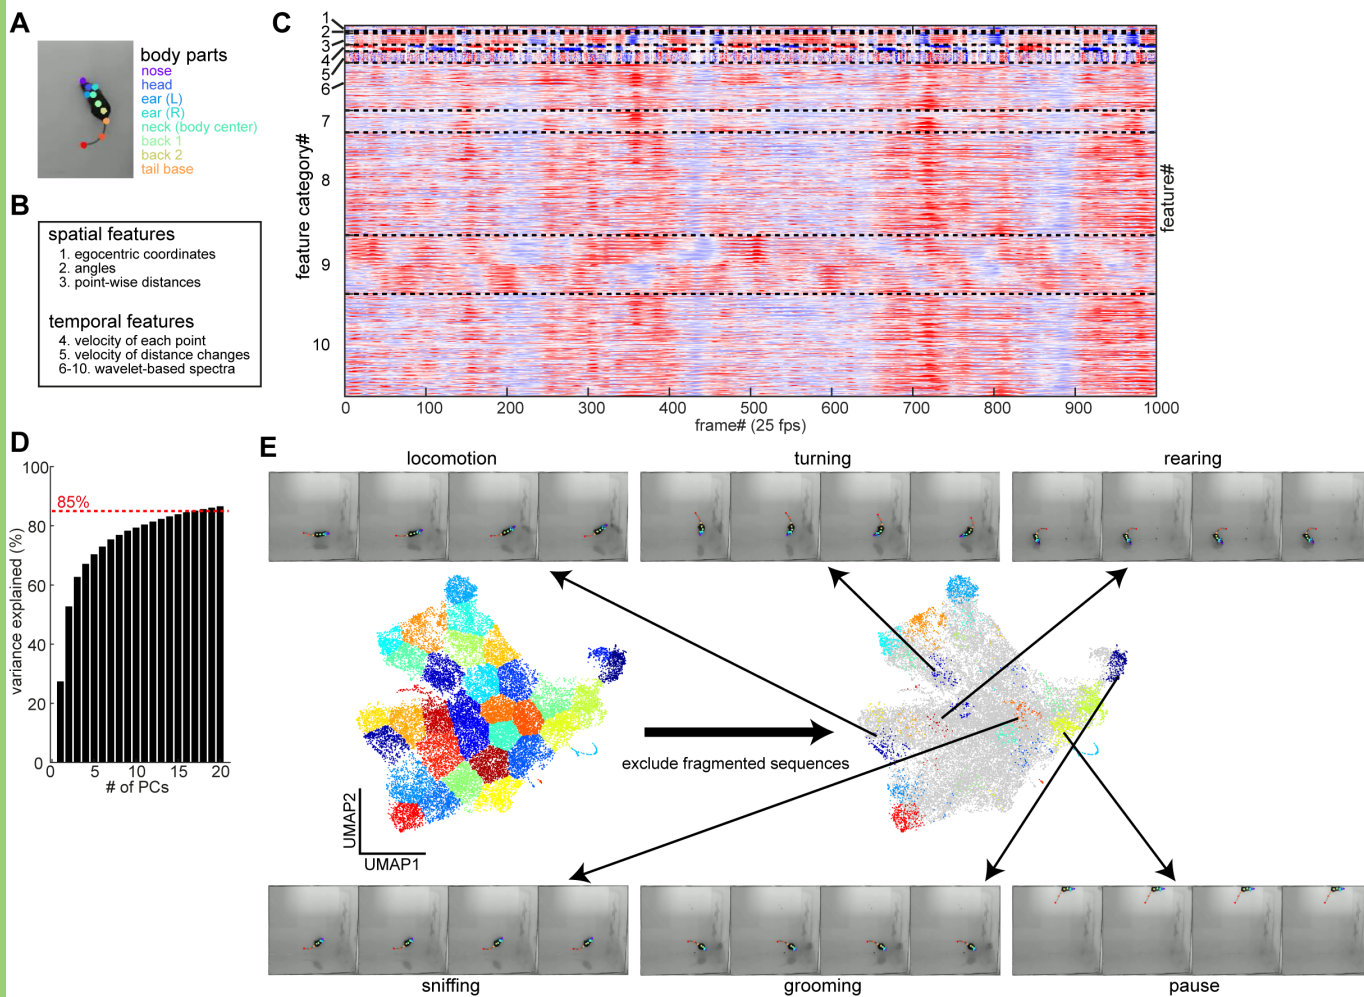 A
body parts
nose
head
ear (L)
ear (R)
neck (body center)
back 1
back 2
tail base
B
spatial features
1. egocentric coordinates
2. angles
3. point-wise distances
temporal features
4. velocity of each point
5. velocity of distance changes
6-10. wavelet-based spectra
C
feature category#
1
2
3
4
5
6
7
8
9
10
feature#
0 100 200 300 400 500 600 700 800 900 1000
frame# (25 fps)
D
variance explained (%)
100
80
60
40
20
0
85%
0 5 10 15 20
# of PCs
E
locomotion
turning
rearing
exclude fragmented sequences
UMAP2
UMAP1
sniffing
grooming
pause